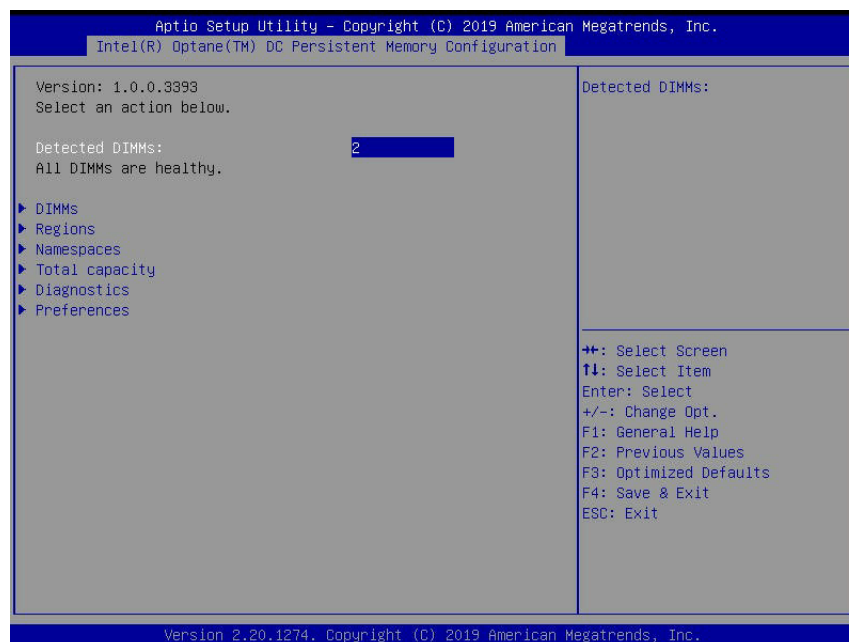 Aptio Setup Utility – Copyright (C) 2019 American Megatrends, Inc.
Intel(R) Optane(TM) DC Persistent Memory Configuration
Version: 1.0.0.3393
Select an action below.
Detected DIMMs: 2
All DIMMs are healthy.
DIMMs
Regions
Namespaces
Total capacity
Diagnostics
Preferences
Detected DIMMs:
→←: Select Screen
↑↓: Select Item
Enter: Select
+/-: Change Opt.
F1: General Help
F2: Previous Values
F3: Optimized Defaults
F4: Save & Exit
ESC: Exit
Version 2.20.1274. Copyright (C) 2019 American Megatrends, Inc.